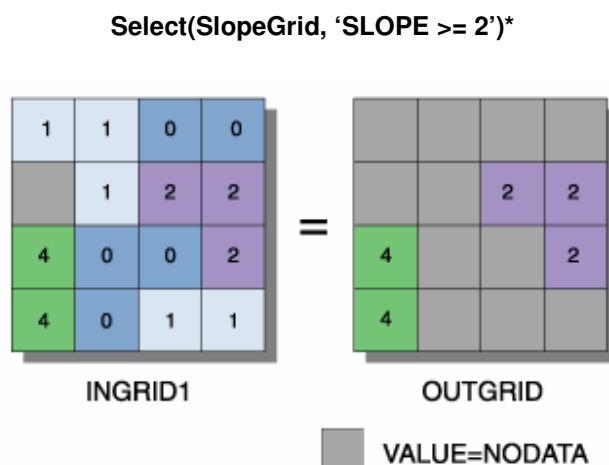 Select(SlopeGrid, ‘SLOPE >= 2’)*
1 1 0 0
1 2 2 = 2 2
4 0 0 2 4 2
4 0 1 1 4
INGRID1 OUTGRID
VALUE=NODATA